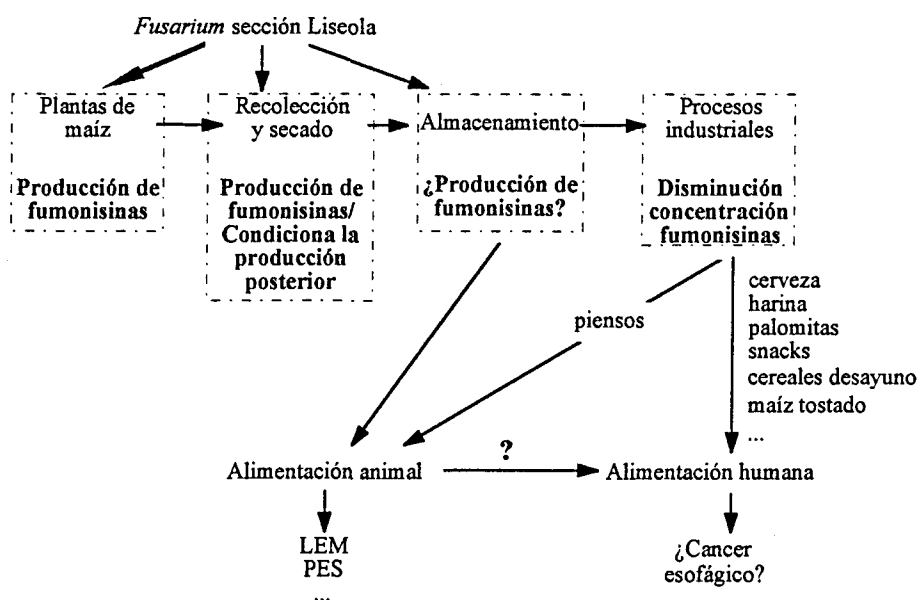 Fusarium sección Liseola
Plantas de
maíz
Producción de
fumonisinas
Recolección
y secado
Producción de
fumonisinas/
Condiciona la
producción
posterior
Almacenamiento
¿Producción de
fumonisinas?
Procesos
industriales
Disminución
concentración
fumonisinas
piensos
cerveza
harina
palomitas
snacks
cereales desayuno
maíz tostado
...
Alimentación animal
?
Alimentación humana
LEM
PES
...
¿Cancer
esofágico?